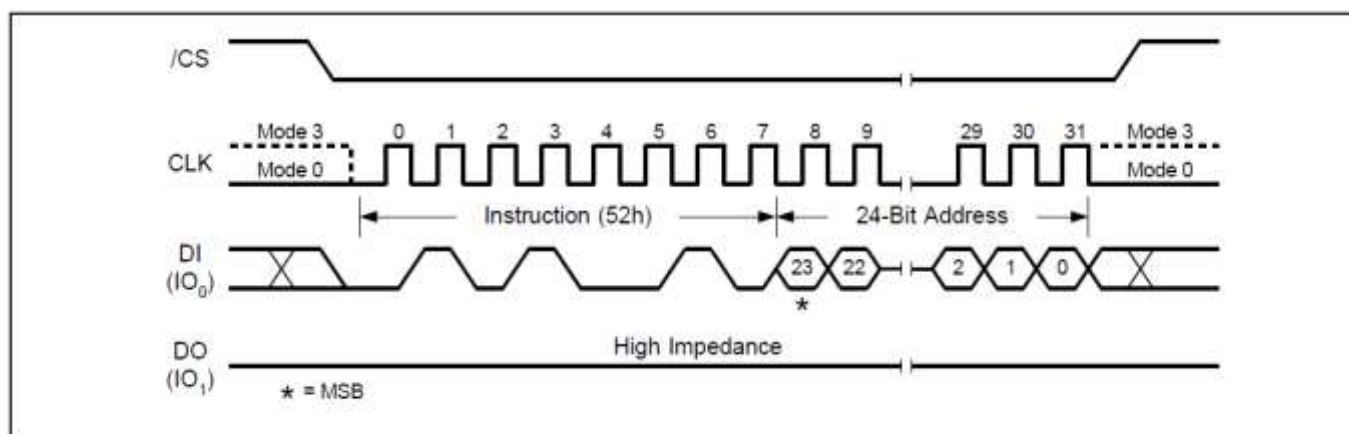 /CS
Mode 3 0 1 2 3 4 5 6 7 8 9 29 30 31 Mode 3
CLK Mode 0 Mode 0
Instruction (52h) 24-Bit Address
DI
(IO₀) 23 22 2 1 0
*
DO High Impedance
(IO₁)
* = MSB